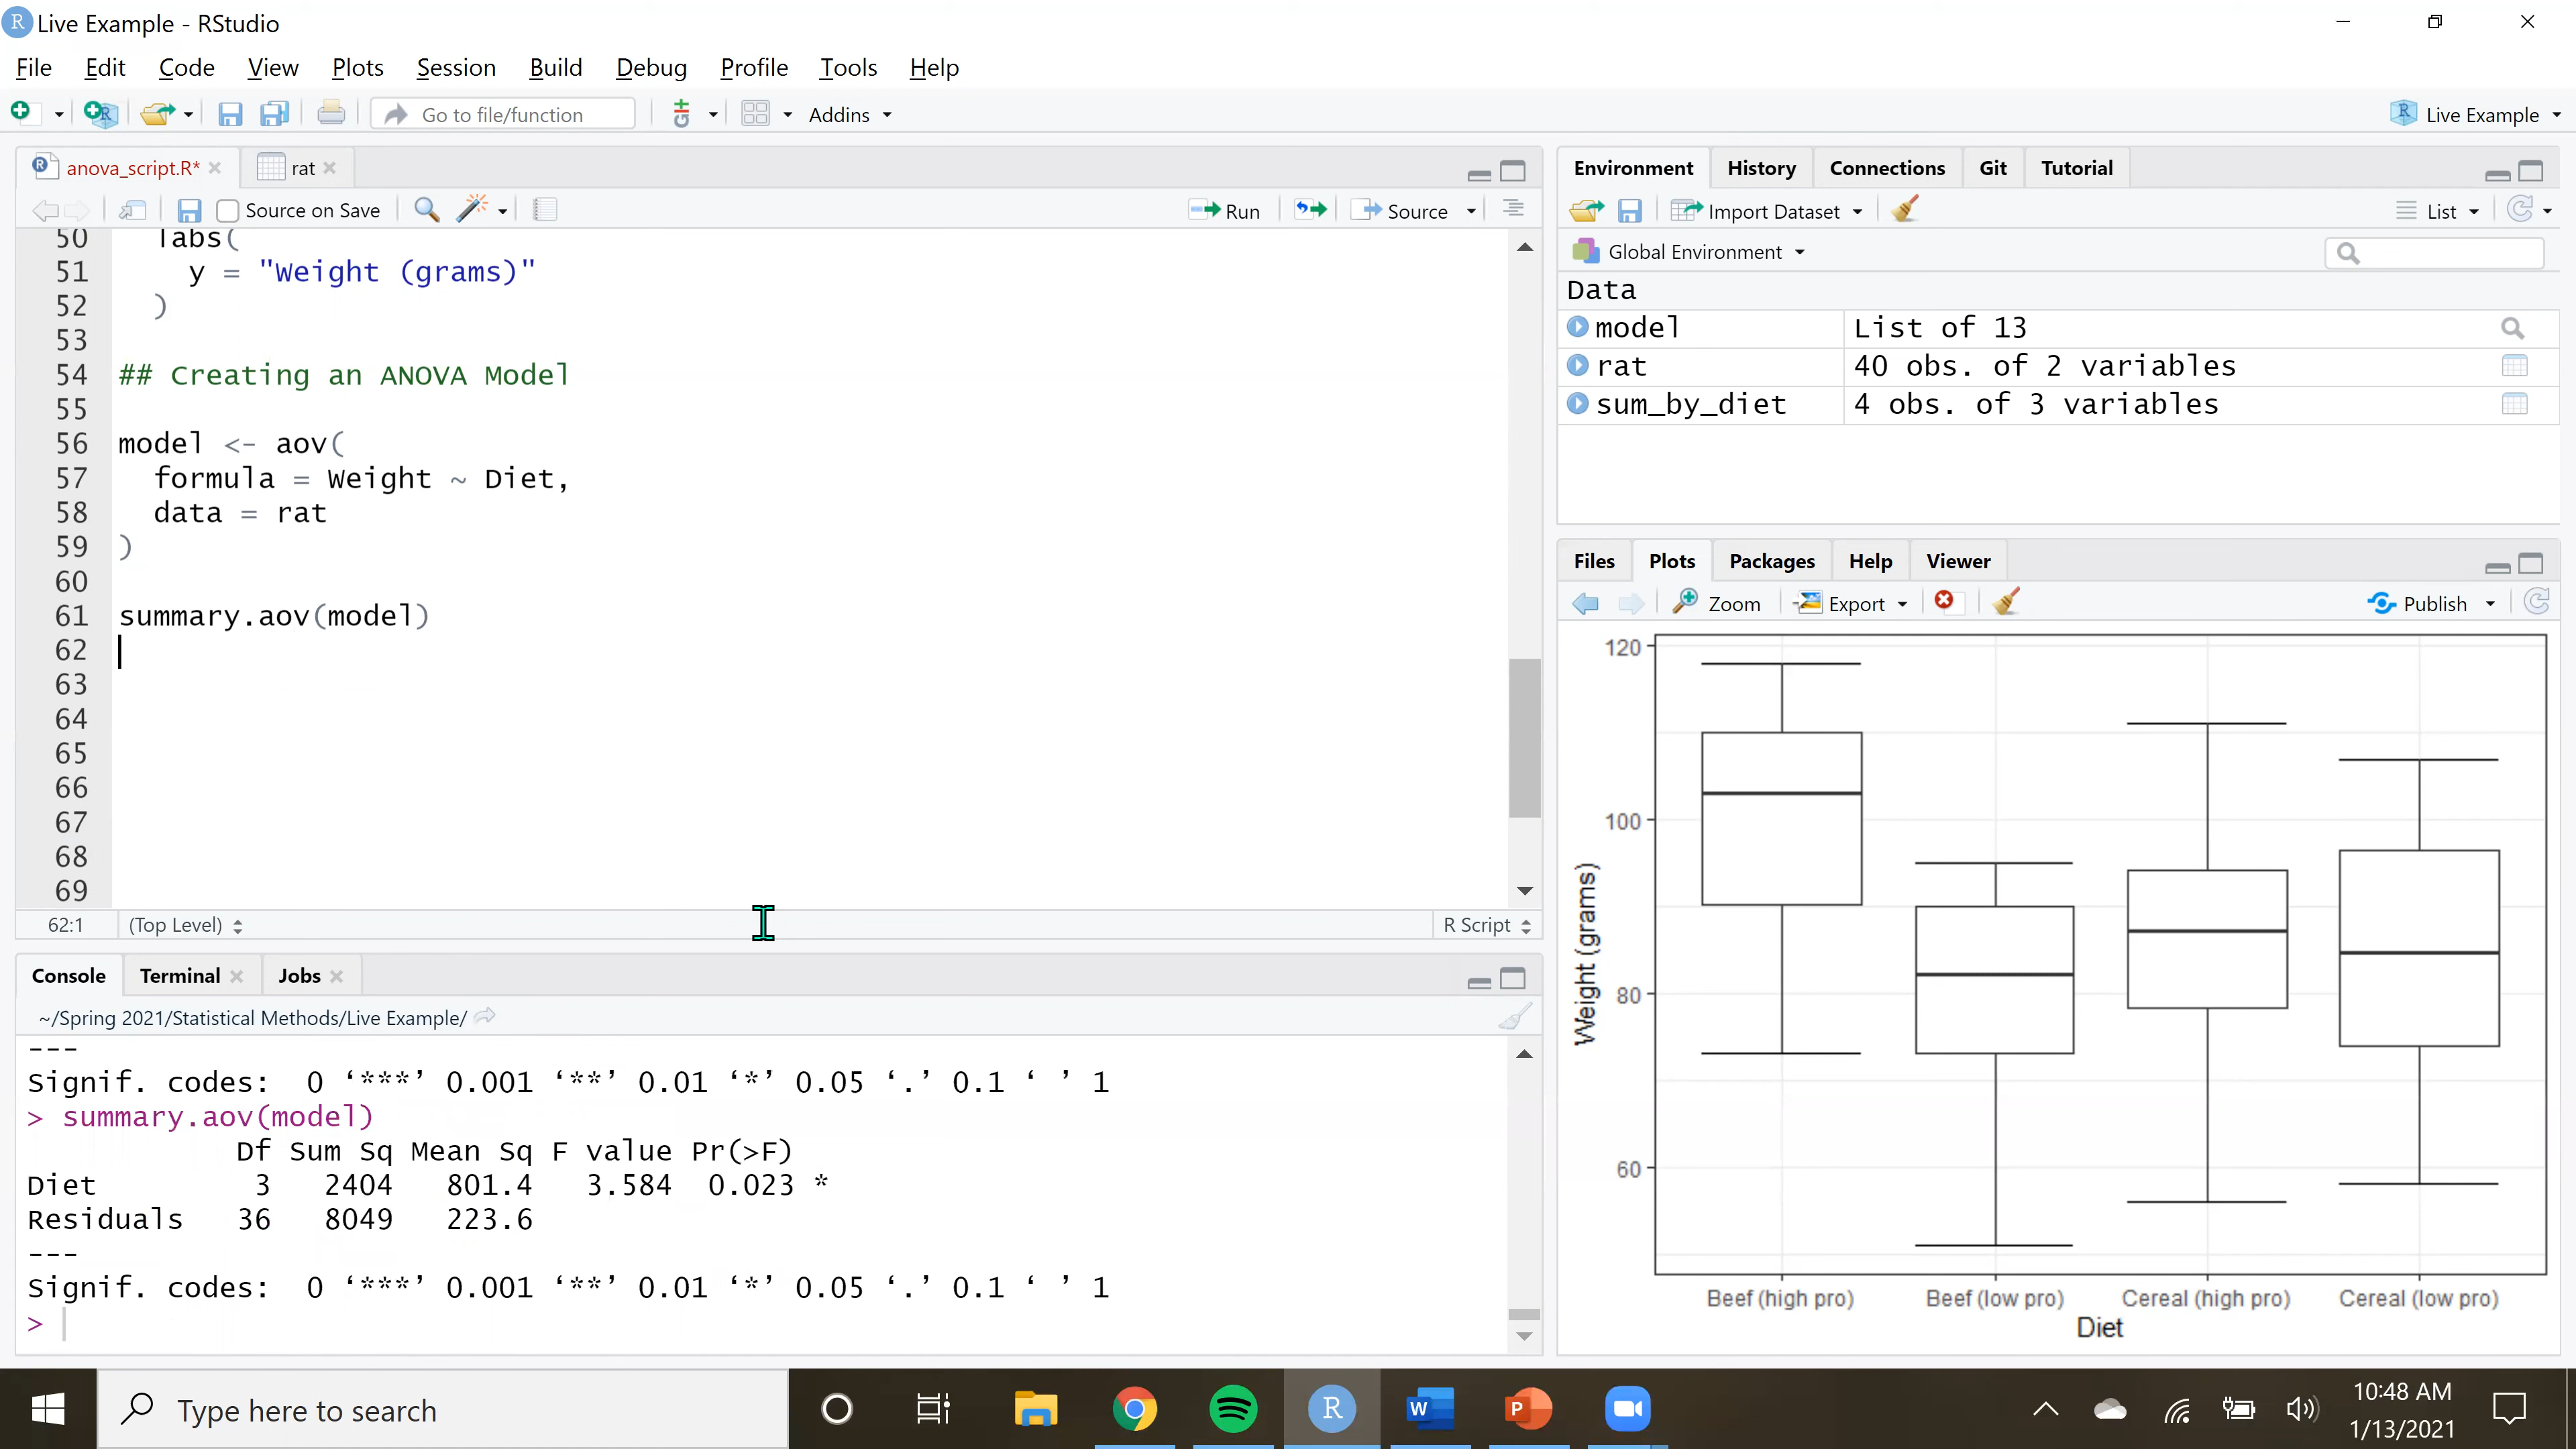 R Live Example - RStudio
File Edit Code View Plots Session Build Debug Profile Tools Help
Go to file/function Addins Live Example
anova_script.R* rat
Source on Save Run Source
50 labs(
51 y = "Weight (grams)"
52 )
53
54 ## Creating an ANOVA Model
55
56 model <- aov(
57 formula = Weight ~ Diet,
58 data = rat
59 )
60
61 summary.aov(model)
62
63
64
65
66
67
68
69
62:1 (Top Level) R Script
Console Terminal Jobs
~/Spring 2021/Statistical Methods/Live Example/
---
Signif. codes: 0 ‘***’ 0.001 ‘**’ 0.01 ‘*’ 0.05 ‘.’ 0.1 ‘ ’ 1
> summary.aov(model)
Df Sum Sq Mean Sq F value Pr(>F)
Diet 3 2404 801.4 3.584 0.023 *
Residuals 36 8049 223.6
---
Signif. codes: 0 ‘***’ 0.001 ‘**’ 0.01 ‘*’ 0.05 ‘.’ 0.1 ‘ ’ 1
>
Environment History Connections Git Tutorial
Import Dataset List
Global Environment
Data
model List of 13
rat 40 obs. of 2 variables
sum_by_diet 4 obs. of 3 variables
Files Plots Packages Help Viewer
Zoom Export Publish
120
100
80
60
Weight (grams)
Beef (high pro) Beef (low pro) Cereal (high pro) Cereal (low pro)
Diet
Type here to search
R
W
P
10:48 AM
1/13/2021